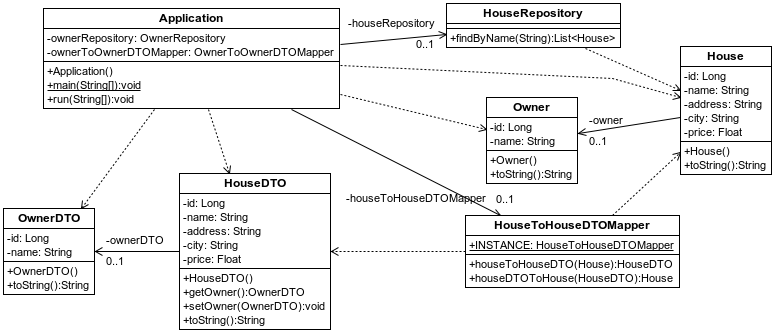 Application
-ownerRepository: OwnerRepository
-ownerToOwnerDTOMapper: OwnerToOwnerDTOMapper
+Application()
+main(String[]):void
+run(String[]):void
-houseRepository
0..1
HouseRepository
+findByName(String):List<House>
House
-id: Long
-name: String
-address: String
-city: String
-price: Float
+House()
+toString():String
Owner
-id: Long
-name: String
+Owner()
+toString():String
-owner
0..1
OwnerDTO
-id: Long
-name: String
+OwnerDTO()
+toString():String
-ownerDTO
0..1
HouseDTO
-id: Long
-name: String
-address: String
-city: String
-price: Float
+HouseDTO()
+getOwner():OwnerDTO
+setOwner(OwnerDTO):void
+toString():String
-houseToHouseDTOMapper
0..1
HouseToHouseDTOMapper
+INSTANCE: HouseToHouseDTOMapper
+houseToHouseDTO(House):HouseDTO
+houseDTOToHouse(HouseDTO):House